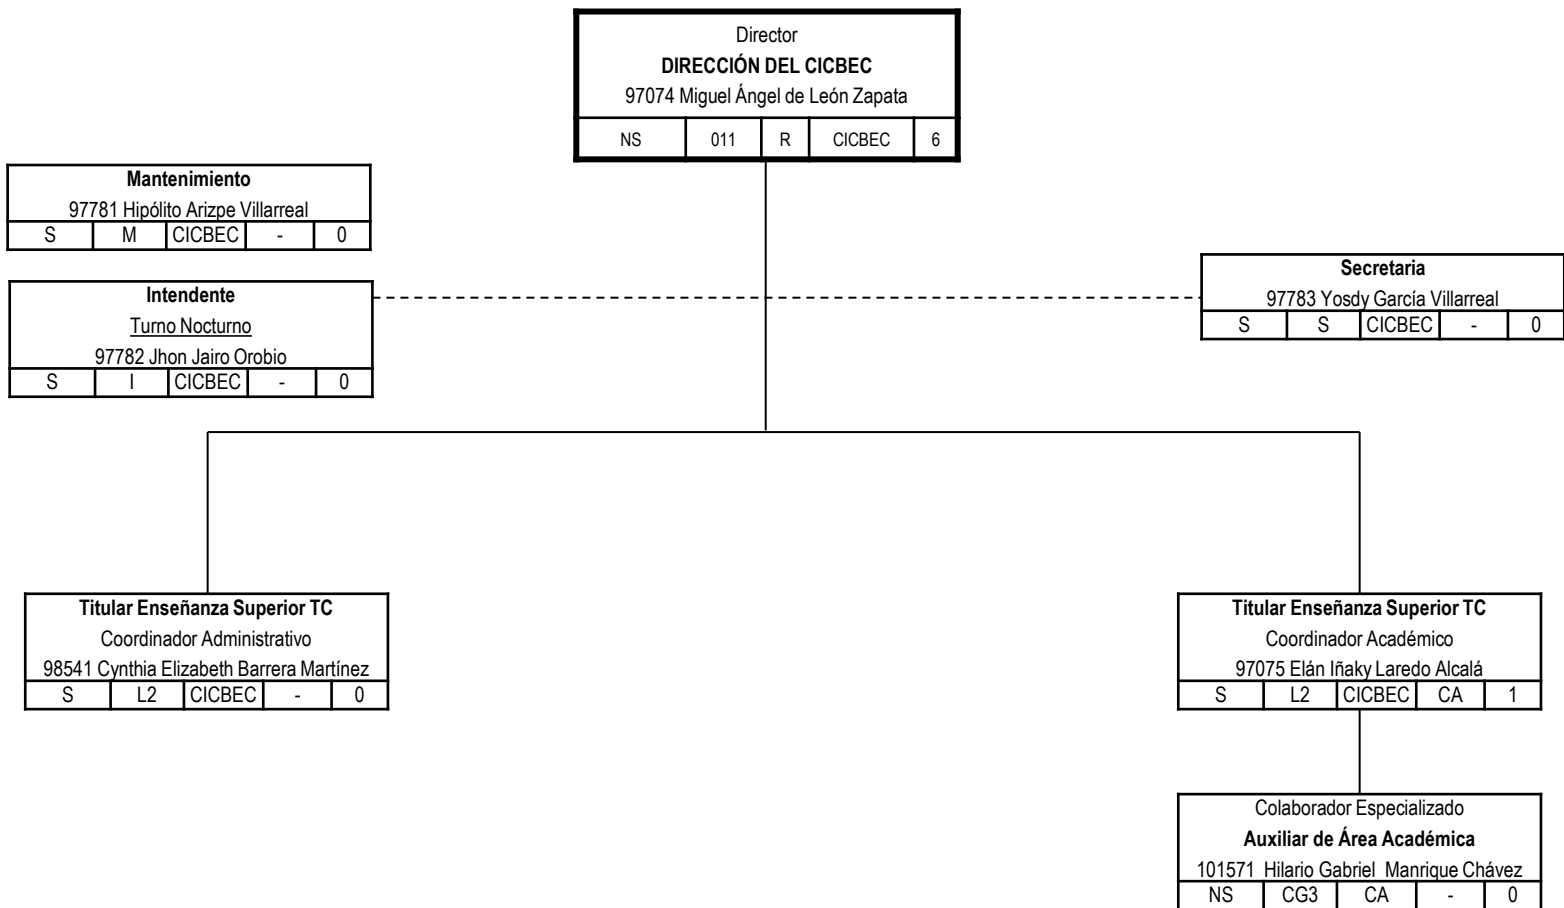 Director
DIRECCIÓN DEL CICBEC
97074 Miguel Ángel de León Zapata
NS 011 R CICBEC 6
Mantenimiento
97781 Hipólito Arizpe Villarreal
S M CICBEC - 0
Intendente
Turno Nocturno
97782 Jhon Jairo Orobio
S I CICBEC - 0
Secretaria
97783 Yosdy García Villarreal
S S CICBEC - 0
Titular Enseñanza Superior TC
Coordinador Administrativo
98541 Cynthia Elizabeth Barrera Martínez
S L2 CICBEC - 0
Titular Enseñanza Superior TC
Coordinador Académico
97075 Elán Iñaky Laredo Alcalá
S L2 CICBEC CA 1
Colaborador Especializado
Auxiliar de Área Académica
101571 Hilario Gabriel Manrique Chávez
NS CG3 CA - 0